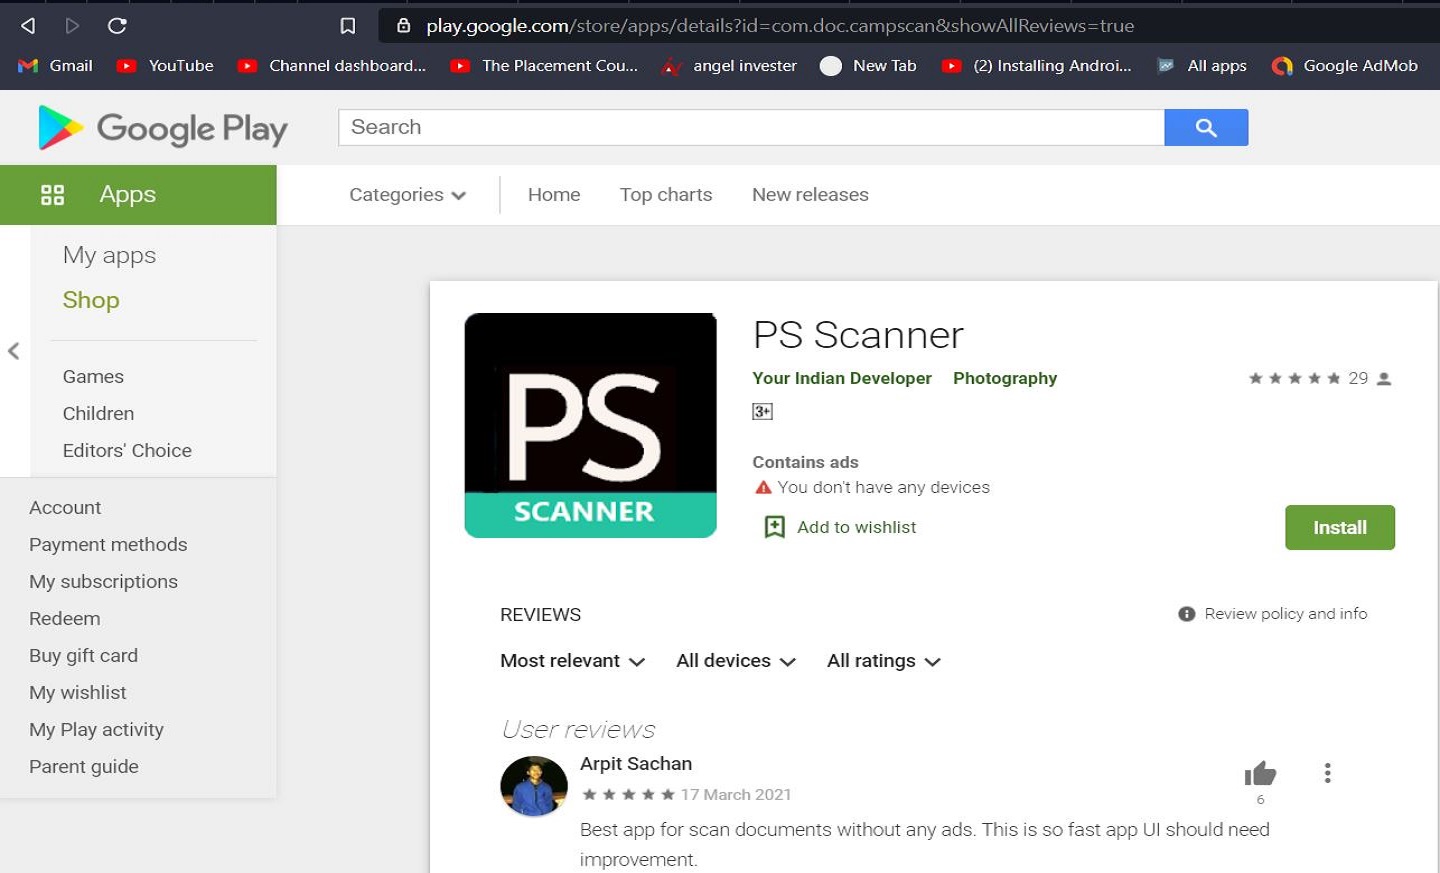 play.google.com/store/apps/details?id=com.doc.campscan&showAllReviews=true
Gmail YouTube Channel dashboard... The Placement Cou... angel invester New Tab (2) Installing Androi... All apps Google AdMob
Google Play Search
Apps Categories Home Top charts New releases
My apps
Shop
Games
Children
Editors' Choice
Account
Payment methods
My subscriptions
Redeem
Buy gift card
My wishlist
My Play activity
Parent guide
PS
SCANNER
PS Scanner
Your Indian Developer Photography 29
3+
Contains ads
You don't have any devices
Add to wishlist Install
REVIEWS Review policy and info
Most relevant All devices All ratings
User reviews
Arpit Sachan
17 March 2021
6
Best app for scan documents without any ads. This is so fast app UI should need
improvement.